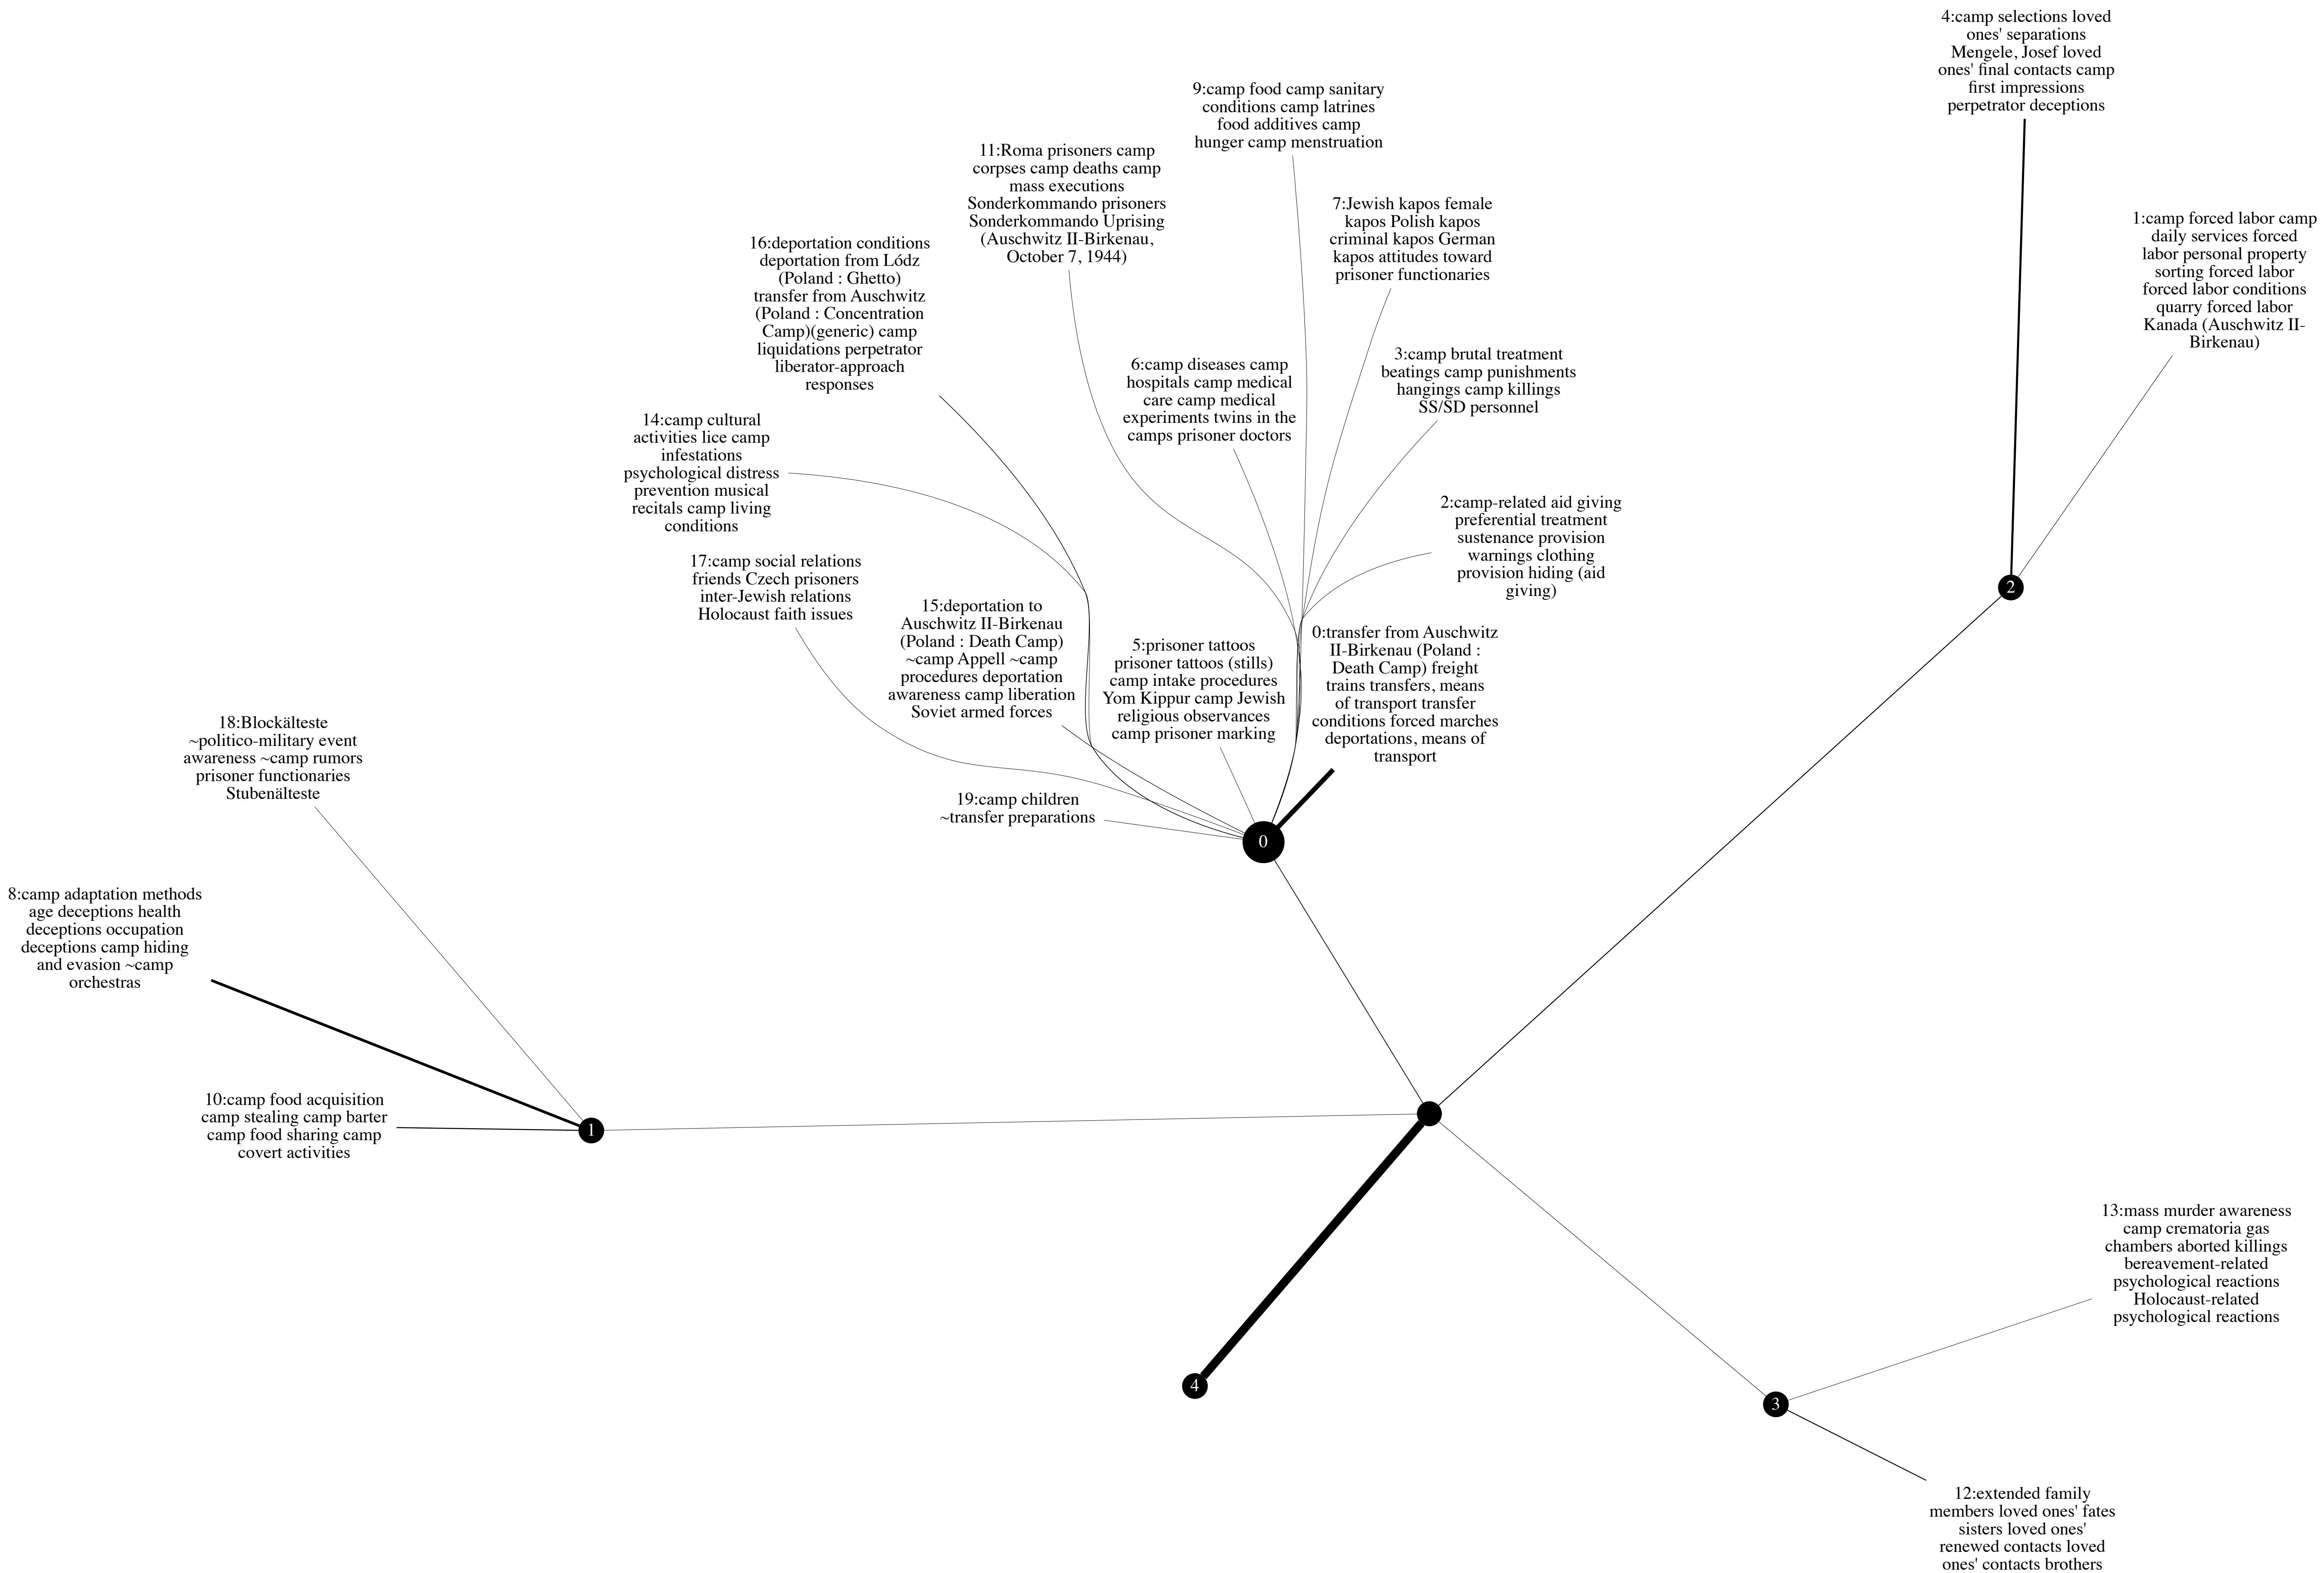 4:camp selections loved
ones' separations
Mengele, Josef loved
ones' final contacts camp
first impressions
perpetrator deceptions
9:camp food camp sanitary
conditions camp latrines
food additives camp
hunger camp menstruation
11:Roma prisoners camp
corpses camp deaths camp
mass executions
Sonderkommando prisoners
Sonderkommando Uprising
(Auschwitz II-Birkenau,
October 7, 1944)
7:Jewish kapos female
kapos Polish kapos
criminal kapos German
kapos attitudes toward
prisoner functionaries
1:camp forced labor camp
daily services forced
labor personal property
sorting forced labor
forced labor conditions
quarry forced labor
Kanada (Auschwitz II-
Birkenau)
16:deportation conditions
deportation from Lódz
(Poland : Ghetto)
transfer from Auschwitz
(Poland : Concentration
Camp)(generic) camp
liquidations perpetrator
liberator-approach
responses
6:camp diseases camp
hospitals camp medical
care camp medical
experiments twins in the
camps prisoner doctors
3:camp brutal treatment
beatings camp punishments
hangings camp killings
SS/SD personnel
14:camp cultural
activities lice camp
infestations
psychological distress
prevention musical
recitals camp living
conditions
2:camp-related aid giving
preferential treatment
sustenance provision
warnings clothing
provision hiding (aid
giving)
17:camp social relations
friends Czech prisoners
inter-Jewish relations
Holocaust faith issues
15:deportation to
Auschwitz II-Birkenau
(Poland : Death Camp)
~camp Appell ~camp
procedures deportation
awareness camp liberation
Soviet armed forces
5:prisoner tattoos
prisoner tattoos (stills)
camp intake procedures
Yom Kippur camp Jewish
religious observances
camp prisoner marking
0:transfer from Auschwitz
II-Birkenau (Poland :
Death Camp) freight
trains transfers, means
of transport transfer
conditions forced marches
deportations, means of
transport
2
18:Blockälteste
~politico-military event
awareness ~camp rumors
prisoner functionaries
Stubenälteste
19:camp children
~transfer preparations
0
8:camp adaptation methods
age deceptions health
deceptions occupation
deceptions camp hiding
and evasion ~camp
orchestras
10:camp food acquisition
camp stealing camp barter
camp food sharing camp
covert activities
1
13:mass murder awareness
camp crematoria gas
chambers aborted killings
bereavement-related
psychological reactions
Holocaust-related
psychological reactions
4
3
12:extended family
members loved ones' fates
sisters loved ones'
renewed contacts loved
ones' contacts brothers